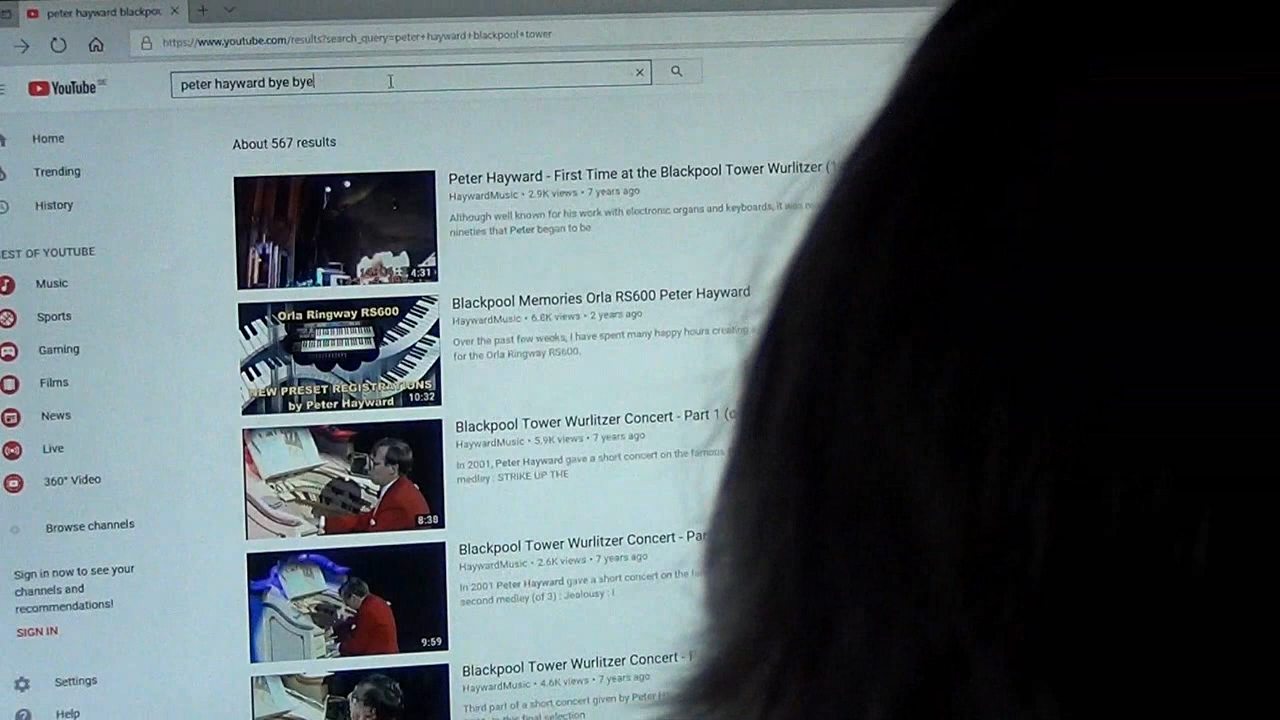 peter hayward blackpoo
https://www.youtube.com/results?search_query=peter+hayward+blackpool+tower
YouTube
peter hayward bye bye
Home
Trending
History
EST OF YOUTUBE
Music
Sports
Gaming
Films
News
Live
360° Video
Browse channels
Sign in now to see your
channels and
recommendations!
SIGN IN
Settings
Help
About 567 results
4:31
Peter Hayward - First Time at the Blackpool Tower Wurlitzer (
HaywardMusic • 2.9K views • 7 years ago
Although well known for his work with electronic organs and keyboards, it was
nineties that Peter began to be
Orla Ringway RS600
NEW PRESET REGISTRATIONS
by Peter Hayward
10:32
Blackpool Memories Orla RS600 Peter Hayward
HaywardMusic • 6.8K views • 2 years ago
Over the past few weeks, I have spent many happy hours creating
for the Orla Ringway RS600.
8:38
Blackpool Tower Wurlitzer Concert - Part 1 (
HaywardMusic • 5.9K views • 7 years ago
In 2001, Peter Hayward gave a short concert on the famous
medley : STRIKE UP THE
9:59
Blackpool Tower Wurlitzer Concert - Par
HaywardMusic • 2.6K views • 7 years ago
In 2001 Peter Hayward gave a short concert on the
second medley (of 3) : Jealousy : I
Blackpool Tower Wurlitzer Concert -
HaywardMusic • 4.6K views • 7 years ago
Third part of a short concert given by Peter
this final selection